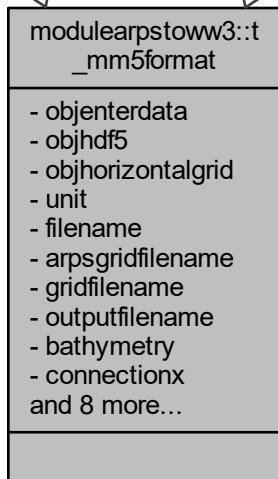 modulearpstoww3::t
_mm5format
- objenterdata
- objhdf5
- objhorizontalgrid
- unit
- filename
- arpsgridfilename
- gridfilename
- outputfilename
- bathymetry
- connectionx
and 8 more...